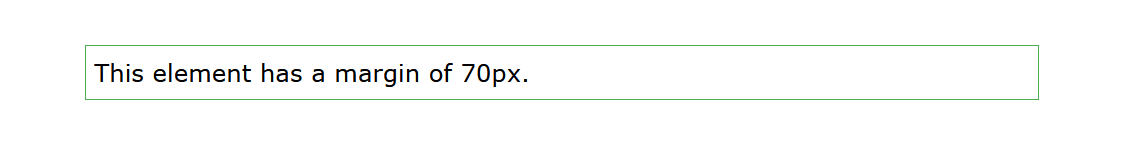 This element has a margin of 70px.